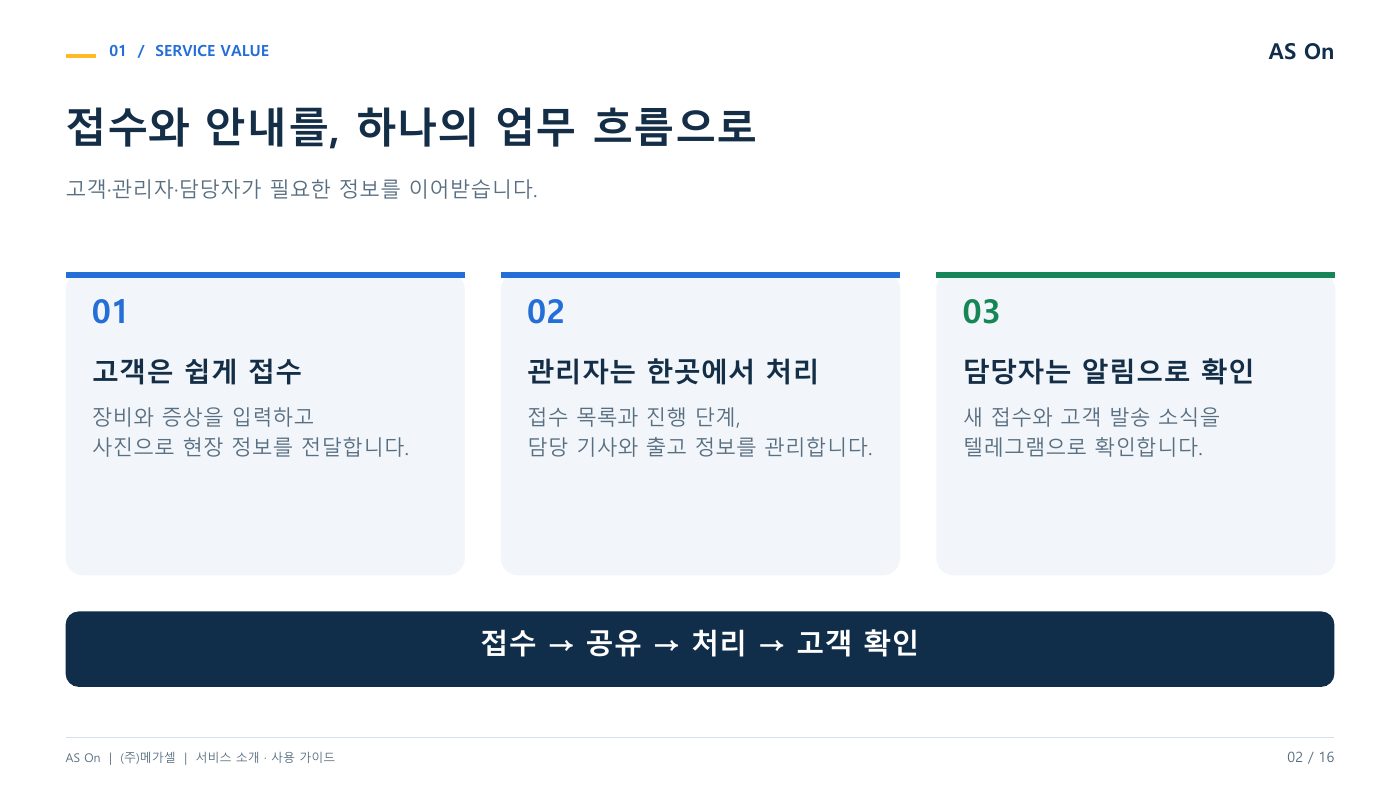 01 / SERVICE VALUE
AS On
접수와 안내를, 하나의 업무 흐름으로
고객·관리자·담당자가 필요한 정보를 이어받습니다.
01
고객은 쉽게 접수
장비와 증상을 입력하고
사진으로 현장 정보를 전달합니다.
02
관리자는 한곳에서 처리
접수 목록과 진행 단계,
담당 기사와 출고 정보를 관리합니다.
03
담당자는 알림으로 확인
새 접수와 고객 발송 소식을
텔레그램으로 확인합니다.
접수 → 공유 → 처리 → 고객 확인
AS On | (주)메가셀 | 서비스 소개 · 사용 가이드
02 / 16